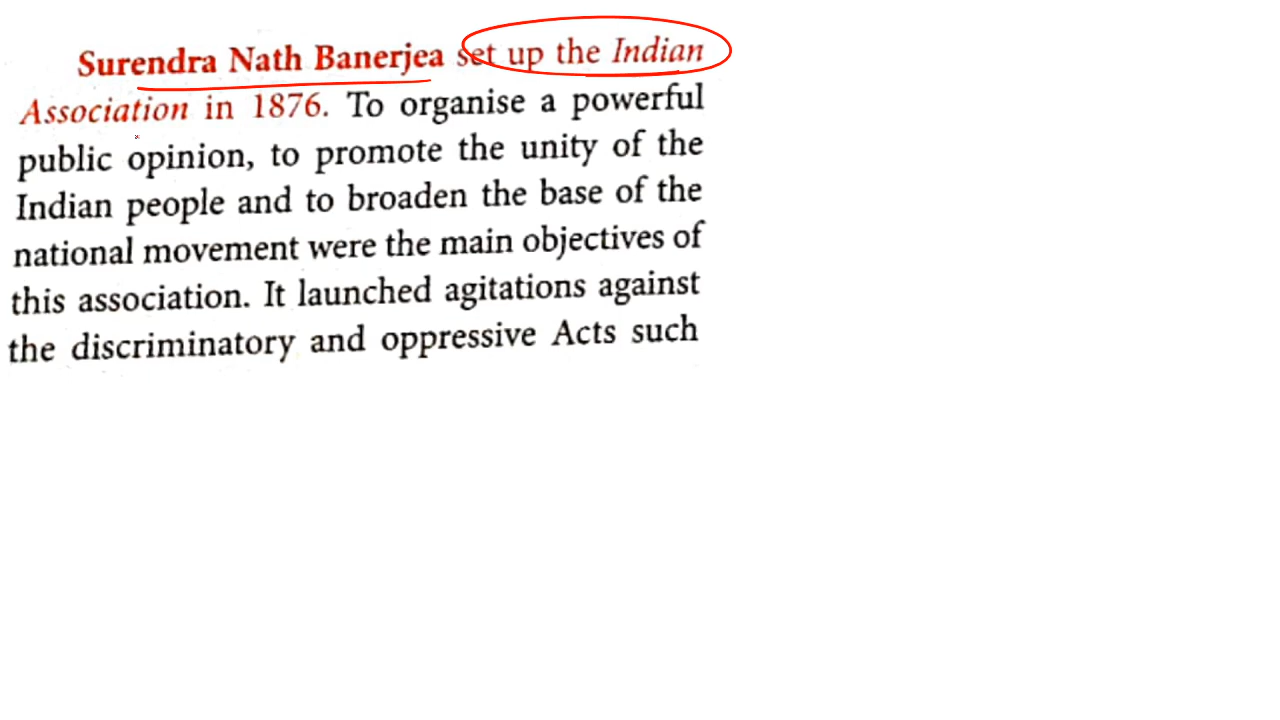 Surendra Nath Banerjea set up the Indian
Association in 1876. To organise a powerful
public opinion, to promote the unity of the
Indian people and to broaden the base of the
national movement were the main objectives of
this association. It launched agitations against
the discriminatory and oppressive Acts such